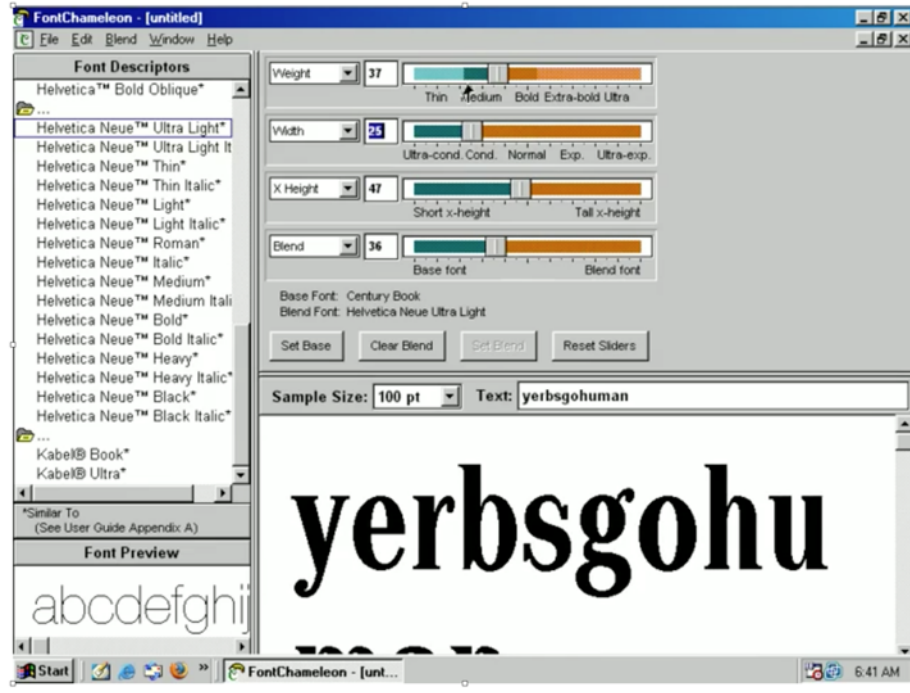 FontChameleon - [untitled]
File Edit Blend Window Help
Font Descriptors
Helvetica™ Bold Oblique*
...
Helvetica Neue™ Ultra Light*
Helvetica Neue™ Ultra Light It
Helvetica Neue™ Thin*
Helvetica Neue™ Thin Italic*
Helvetica Neue™ Light*
Helvetica Neue™ Light Italic*
Helvetica Neue™ Roman*
Helvetica Neue™ Italic*
Helvetica Neue™ Medium*
Helvetica Neue™ Medium Itali
Helvetica Neue™ Bold*
Helvetica Neue™ Bold Italic*
Helvetica Neue™ Heavy*
Helvetica Neue™ Heavy Italic*
Helvetica Neue™ Black*
Helvetica Neue™ Black Italic*
...
Kabel® Book*
Kabel® Ultra*
*Similar To
(See User Guide Appendix A)
Font Preview
abcdefghij
Weight 37
Thin Medium Bold Extra-bold Ultra
Width 25
Ultra-cond. Cond. Normal Exp. Ultra-exp.
X Height 47
Short x-height Tall x-height
Blend 36
Base font Blend font
Base Font: Century Book
Blend Font: Helvetica Neue Ultra Light
Set Base Clear Blend Set Blend Reset Sliders
Sample Size: 100 pt Text: yerbsgohuman
yerbsgohu
man
Start » FontChameleon - [unt... 6:41 AM